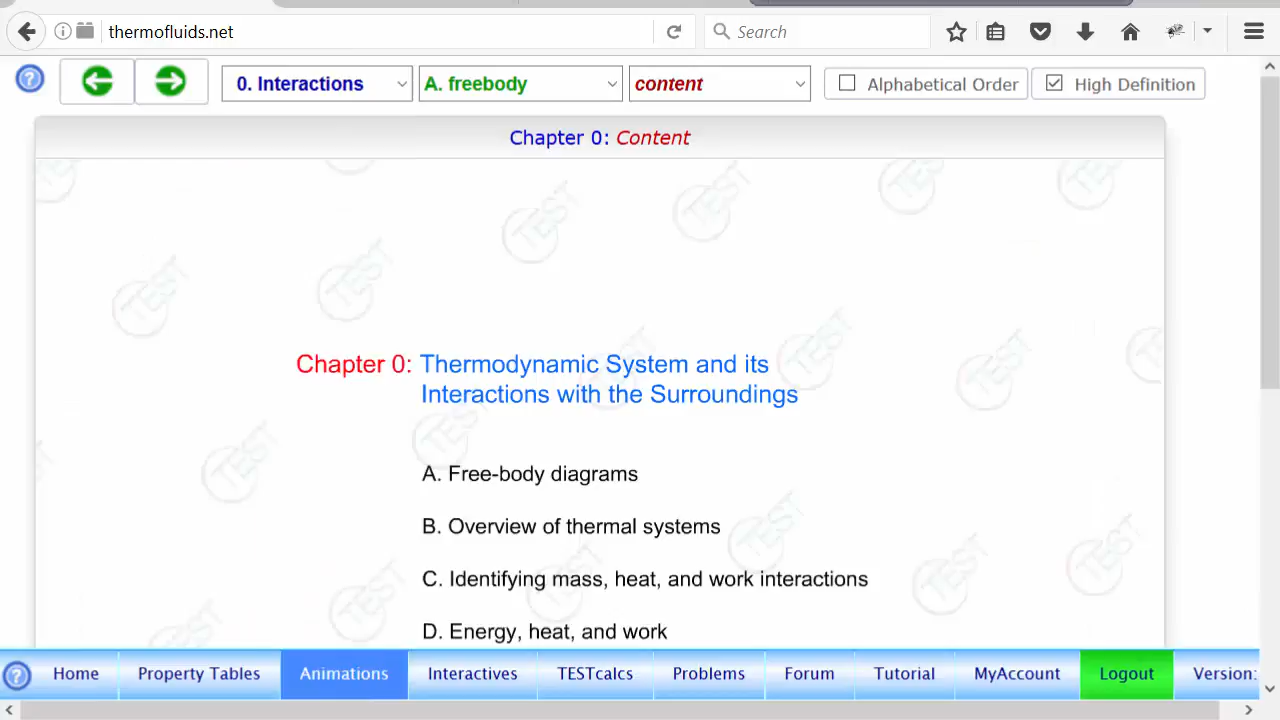 thermofluids.net
Search
0. Interactions
A. freebody
content
Alphabetical Order
High Definition
Chapter 0: Content
Chapter 0: Thermodynamic System and its
Interactions with the Surroundings
A. Free-body diagrams
B. Overview of thermal systems
C. Identifying mass, heat, and work interactions
D. Energy, heat, and work
Home
Property Tables
Animations
Interactives
TESTcalcs
Problems
Forum
Tutorial
MyAccount
Logout
Version: